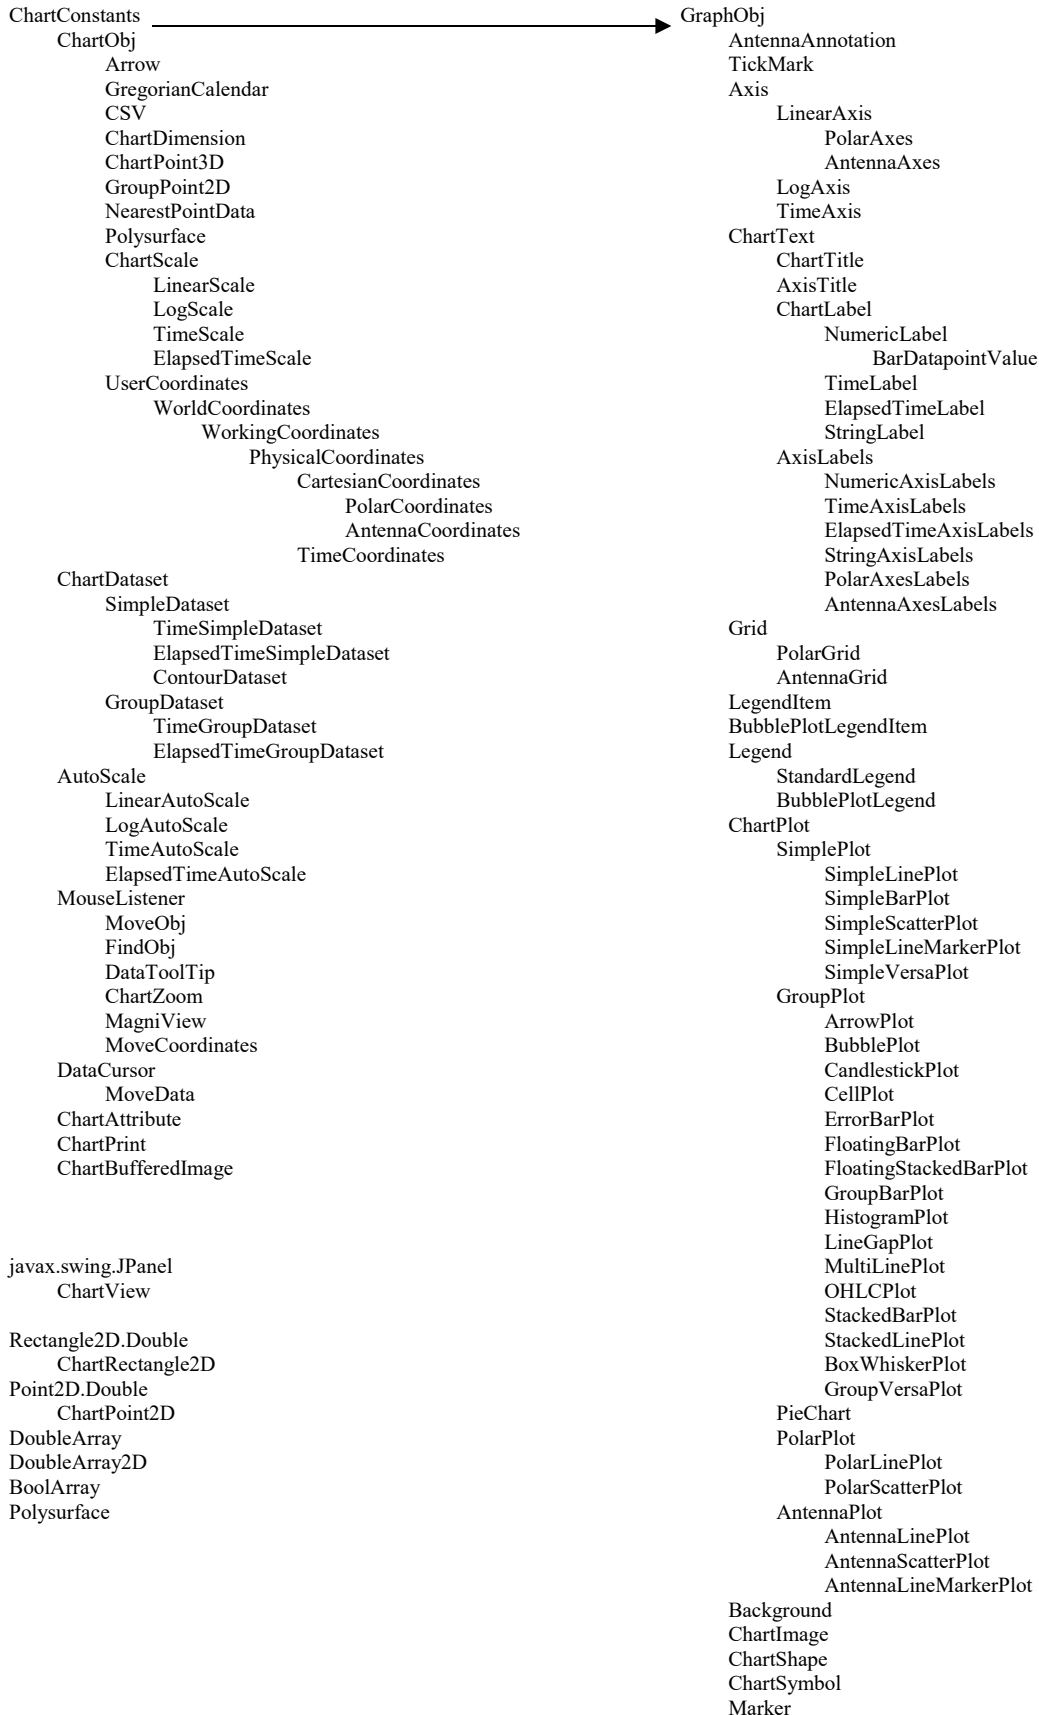 ChartConstants
ChartObj
Arrow
GregorianCalendar
CSV
ChartDimension
ChartPoint3D
GroupPoint2D
NearestPointData
Polysurface
ChartScale
LinearScale
LogScale
TimeScale
ElapsedTimeScale
UserCoordinates
WorldCoordinates
WorkingCoordinates
PhysicalCoordinates
CartesianCoordinates
PolarCoordinates
AntennaCoordinates
TimeCoordinates
ChartDataset
SimpleDataset
TimeSimpleDataset
ElapsedTimeSimpleDataset
ContourDataset
GroupDataset
TimeGroupDataset
ElapsedTimeGroupDataset
AutoScale
LinearAutoScale
LogAutoScale
TimeAutoScale
ElapsedTimeAutoScale
MouseListener
MoveObj
FindObj
DataToolTip
ChartZoom
MagniView
MoveCoordinates
DataCursor
MoveData
ChartAttribute
ChartPrint
ChartBufferedImage
javax.swing.JPanel
ChartView
Rectangle2D.Double
ChartRectangle2D
Point2D.Double
ChartPoint2D
DoubleArray
DoubleArray2D
BoolArray
Polysurface
GraphObj
AntennaAnnotation
TickMark
Axis
LinearAxis
PolarAxes
AntennaAxes
LogAxis
TimeAxis
ChartText
ChartTitle
AxisTitle
ChartLabel
NumericLabel
BarDatapointValue
TimeLabel
ElapsedTimeLabel
StringLabel
AxisLabels
NumericAxisLabels
TimeAxisLabels
ElapsedTimeAxisLabels
StringAxisLabels
PolarAxesLabels
AntennaAxesLabels
Grid
PolarGrid
AntennaGrid
LegendItem
BubblePlotLegendItem
Legend
StandardLegend
BubblePlotLegend
ChartPlot
SimplePlot
SimpleLinePlot
SimpleBarPlot
SimpleScatterPlot
SimpleLineMarkerPlot
SimpleVersaPlot
GroupPlot
ArrowPlot
BubblePlot
CandlestickPlot
CellPlot
ErrorBarPlot
FloatingBarPlot
FloatingStackedBarPlot
GroupBarPlot
HistogramPlot
LineGapPlot
MultiLinePlot
OHLCPlot
StackedBarPlot
StackedLinePlot
BoxWhiskerPlot
GroupVersaPlot
PieChart
PolarPlot
PolarLinePlot
PolarScatterPlot
AntennaPlot
AntennaLinePlot
AntennaScatterPlot
AntennaLineMarkerPlot
Background
ChartImage
ChartShape
ChartSymbol
Marker